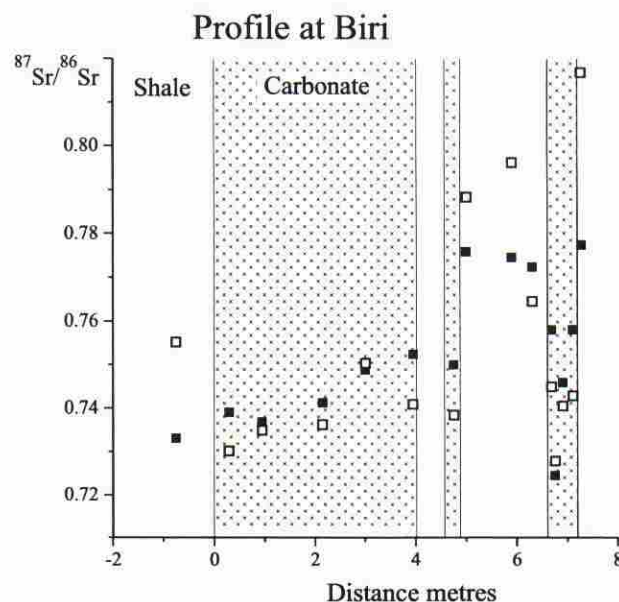 Profile at Biri
87Sr/86Sr
Shale
Carbonate
0.80
0.78
0.76
0.74
0.72
-2 0 2 4 6 8
Distance metres